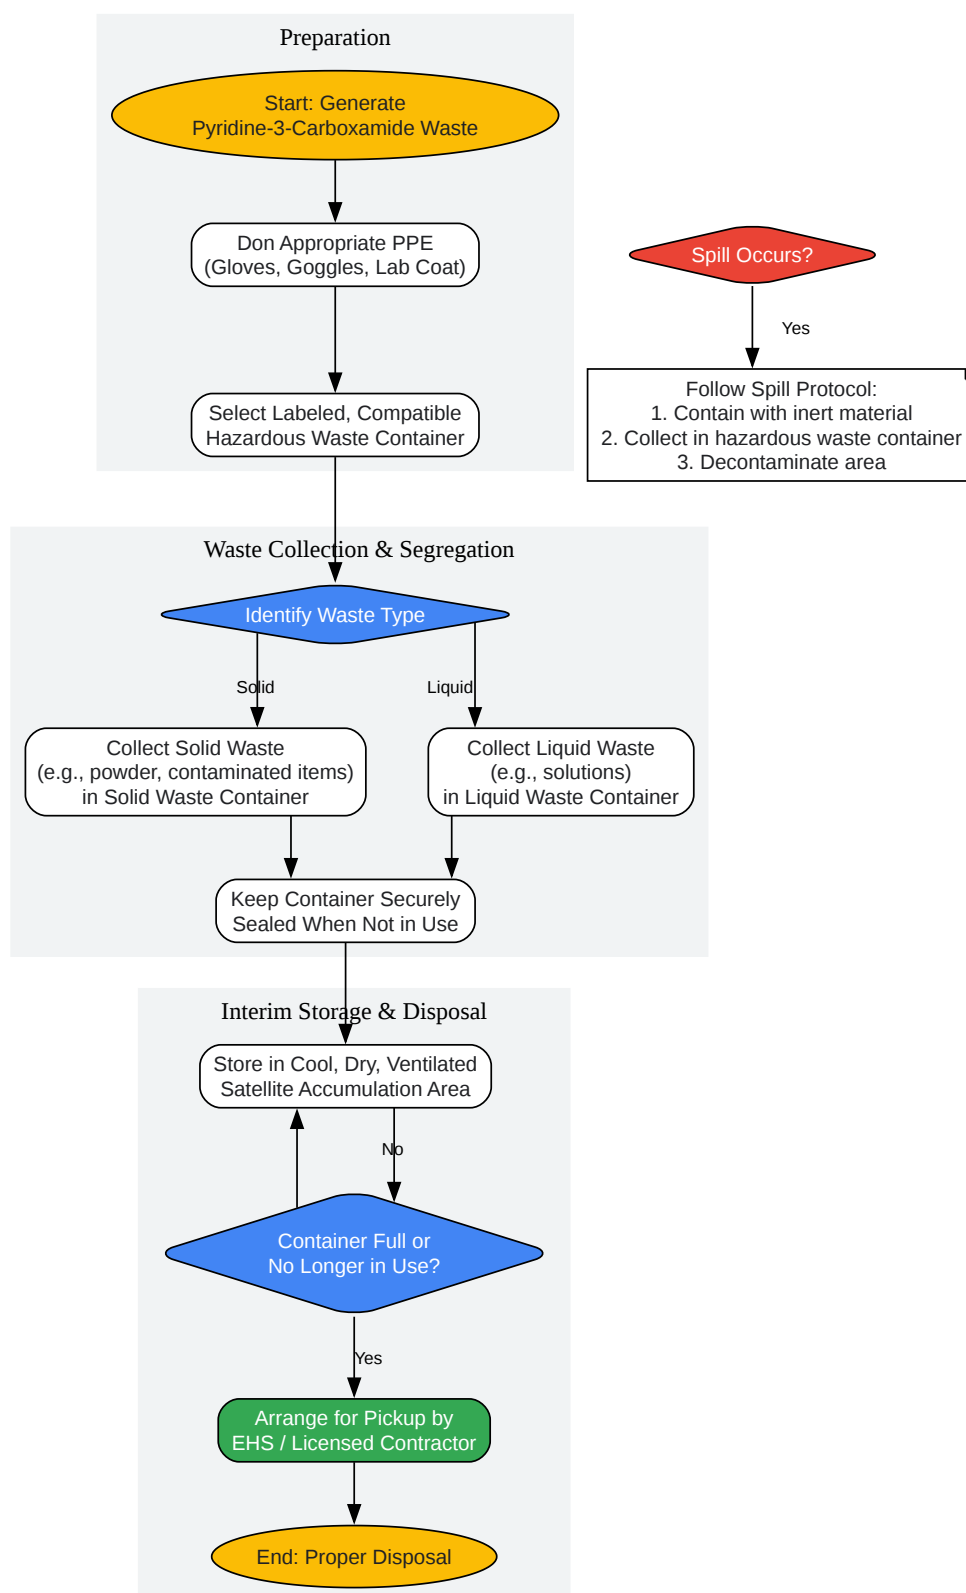 Preparation
Start: Generate
Pyridine-3-Carboxamide Waste
Don Appropriate PPE
(Gloves, Goggles, Lab Coat)
Select Labeled, Compatible
Hazardous Waste Container
Spill Occurs?
Yes
Follow Spill Protocol:
1. Contain with inert material
2. Collect in hazardous waste container
3. Decontaminate area
Waste Collection & Segregation
Identify Waste Type
Solid
Liquid
Collect Solid Waste
(e.g., powder, contaminated items)
in Solid Waste Container
Collect Liquid Waste
(e.g., solutions)
in Liquid Waste Container
Keep Container Securely
Sealed When Not in Use
Interim Storage & Disposal
Store in Cool, Dry, Ventilated
Satellite Accumulation Area
No
Container Full or
No Longer in Use?
Yes
Arrange for Pickup by
EHS / Licensed Contractor
End: Proper Disposal